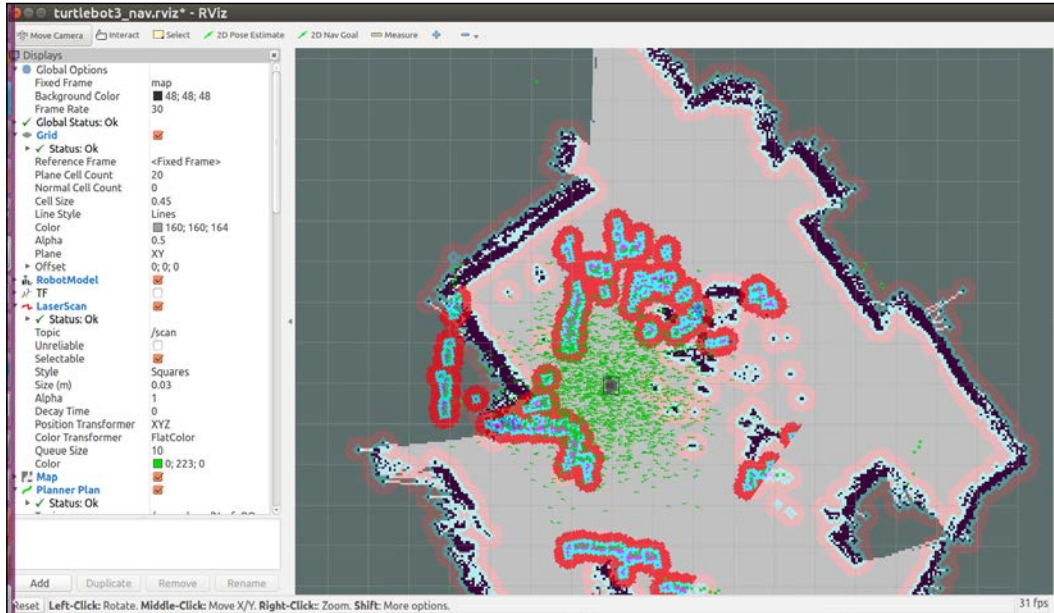 turtlebot3_nav.rviz* - RViz
Move Camera Interact Select 2D Pose Estimate 2D Nav Goal Measure
Displays
Global Options
Fixed Frame map
Background Color 48; 48; 48
Frame Rate 30
Global Status: Ok
Grid
Status: Ok
Reference Frame <Fixed Frame>
Plane Cell Count 20
Normal Cell Count 0
Cell Size 0.45
Line Style Lines
Color 160; 160; 164
Alpha 0.5
Plane XY
Offset 0; 0; 0
RobotModel
TF
LaserScan
Status: Ok
Topic /scan
Unreliable
Selectable
Style Squares
Size (m) 0.03
Alpha 1
Decay Time 0
Position Transformer XYZ
Color Transformer FlatColor
Queue Size 10
Color 0; 223; 0
Map
Planner Plan
Status: Ok
Add Duplicate Remove Rename
Reset Left-Click: Rotate. Middle-Click: Move X/Y. Right-Click:: Zoom. Shift: More options. 31 fps